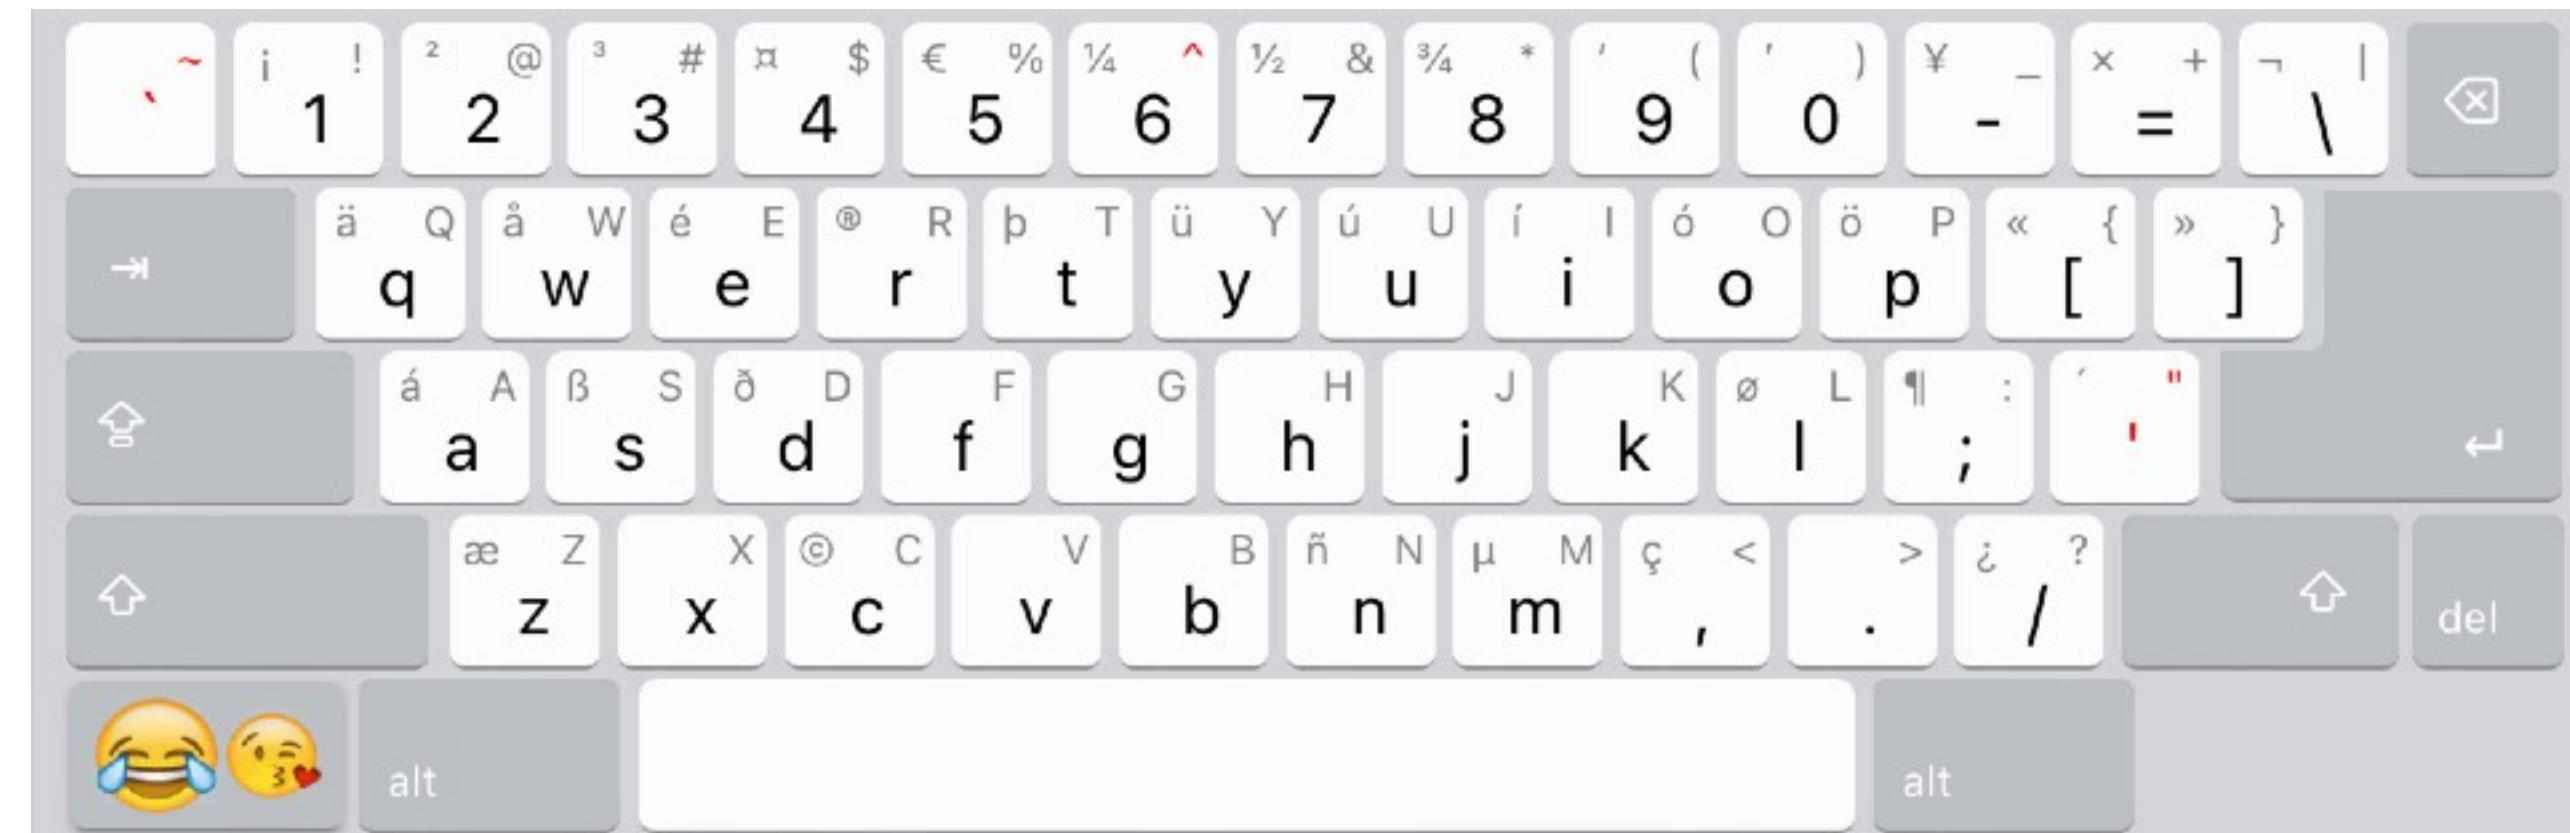 ~ ` ¡ ! 1 ² @ 2 ³ # 3 ¤ $ 4 € % 5 ¼ ^ 6 ½ & 7 ¾ * 8 ‘ ( 9 ’ ) 0 ¥ _ - × + = ¬ | \
ä Q q å W w é E e ® R r þ T t ü Y y ú U u í I i ó O o ö P p « { [ » } ]
á A a ß S s ð D d F f G g H h J j K k ø L l ¶ : ; ´ " '
æ Z z X x © C c V v B b ñ N n µ M m ç < , > . ¿ ? / del
alt alt